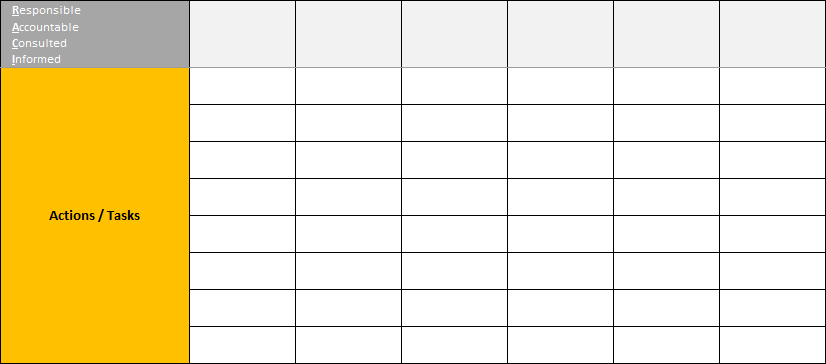 Responsible
Accountable
Consulted
Informed
Actions / Tasks